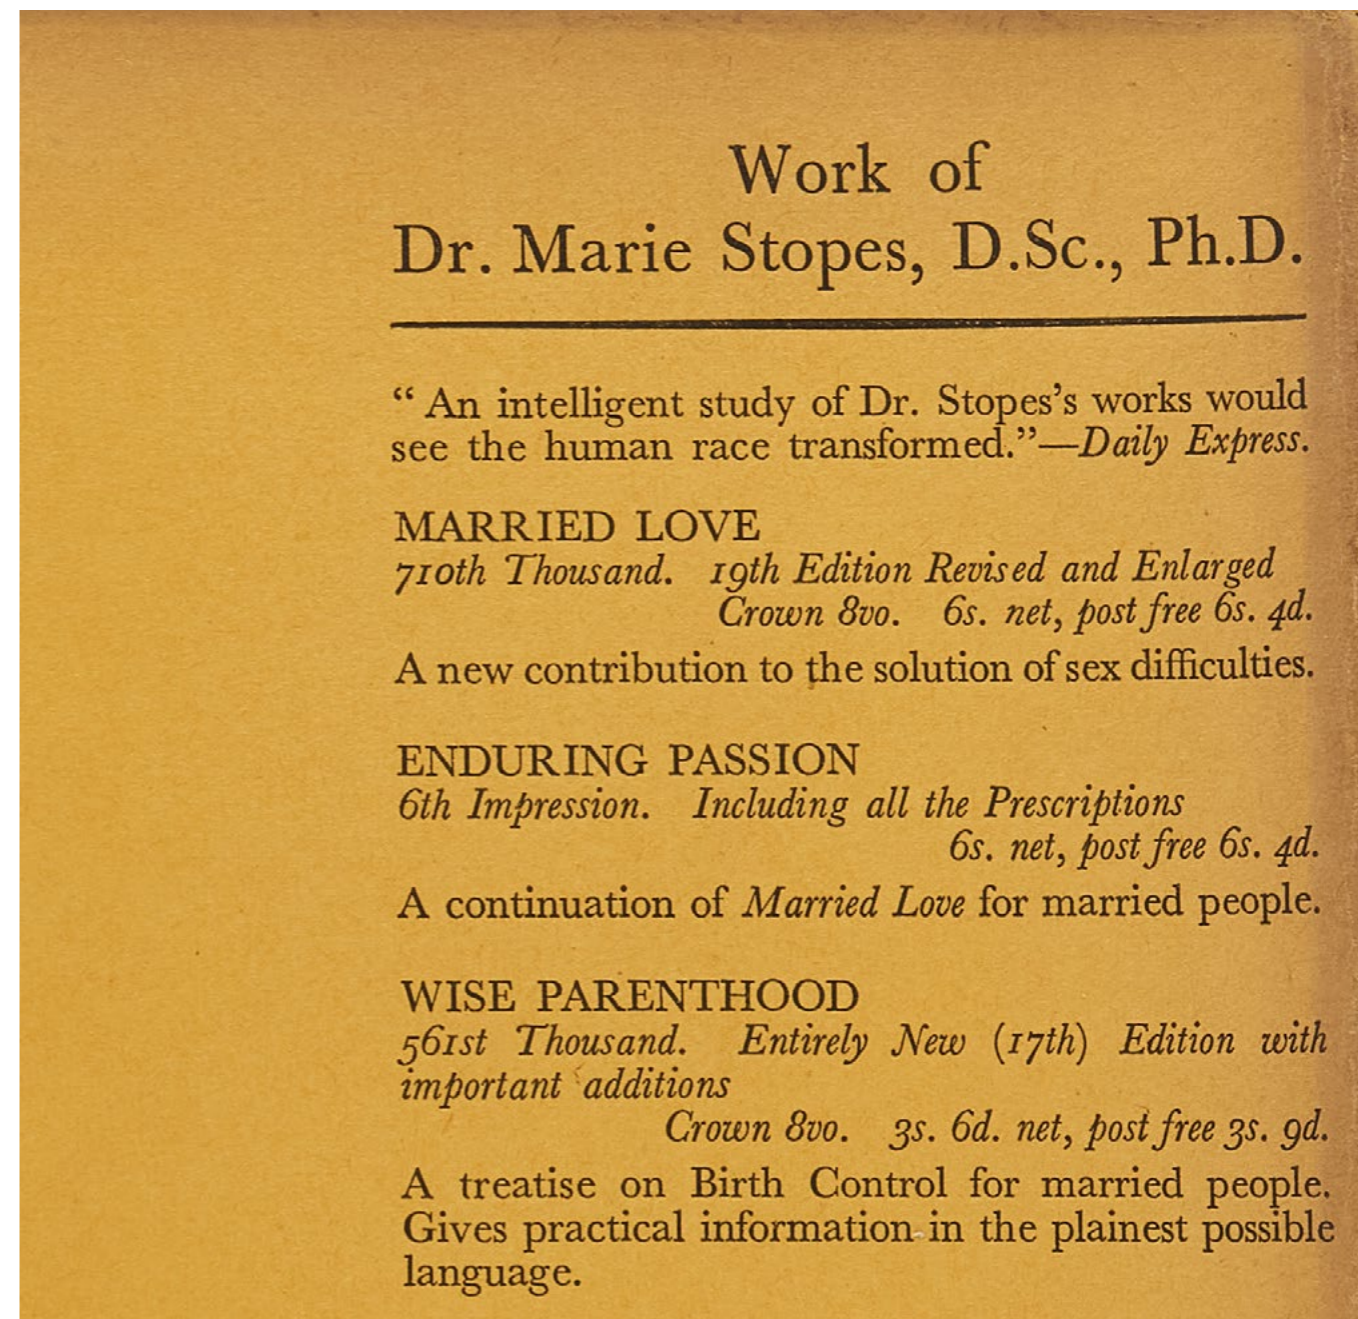 Work of
Dr. Marie Stopes, D.Sc., Ph.D.
“ An intelligent study of Dr. Stopes’s works would
see the human race transformed.”—Daily Express.
MARRIED LOVE
710th Thousand. 19th Edition Revised and Enlarged
Crown 8vo. 6s. net, post free 6s. 4d.
A new contribution to the solution of sex difficulties.
ENDURING PASSION
6th Impression. Including all the Prescriptions
6s. net, post free 6s. 4d.
A continuation of Married Love for married people.
WISE PARENTHOOD
561st Thousand. Entirely New (17th) Edition with
important additions
Crown 8vo. 3s. 6d. net, post free 3s. 9d.
A treatise on Birth Control for married people.
Gives practical information in the plainest possible
language.